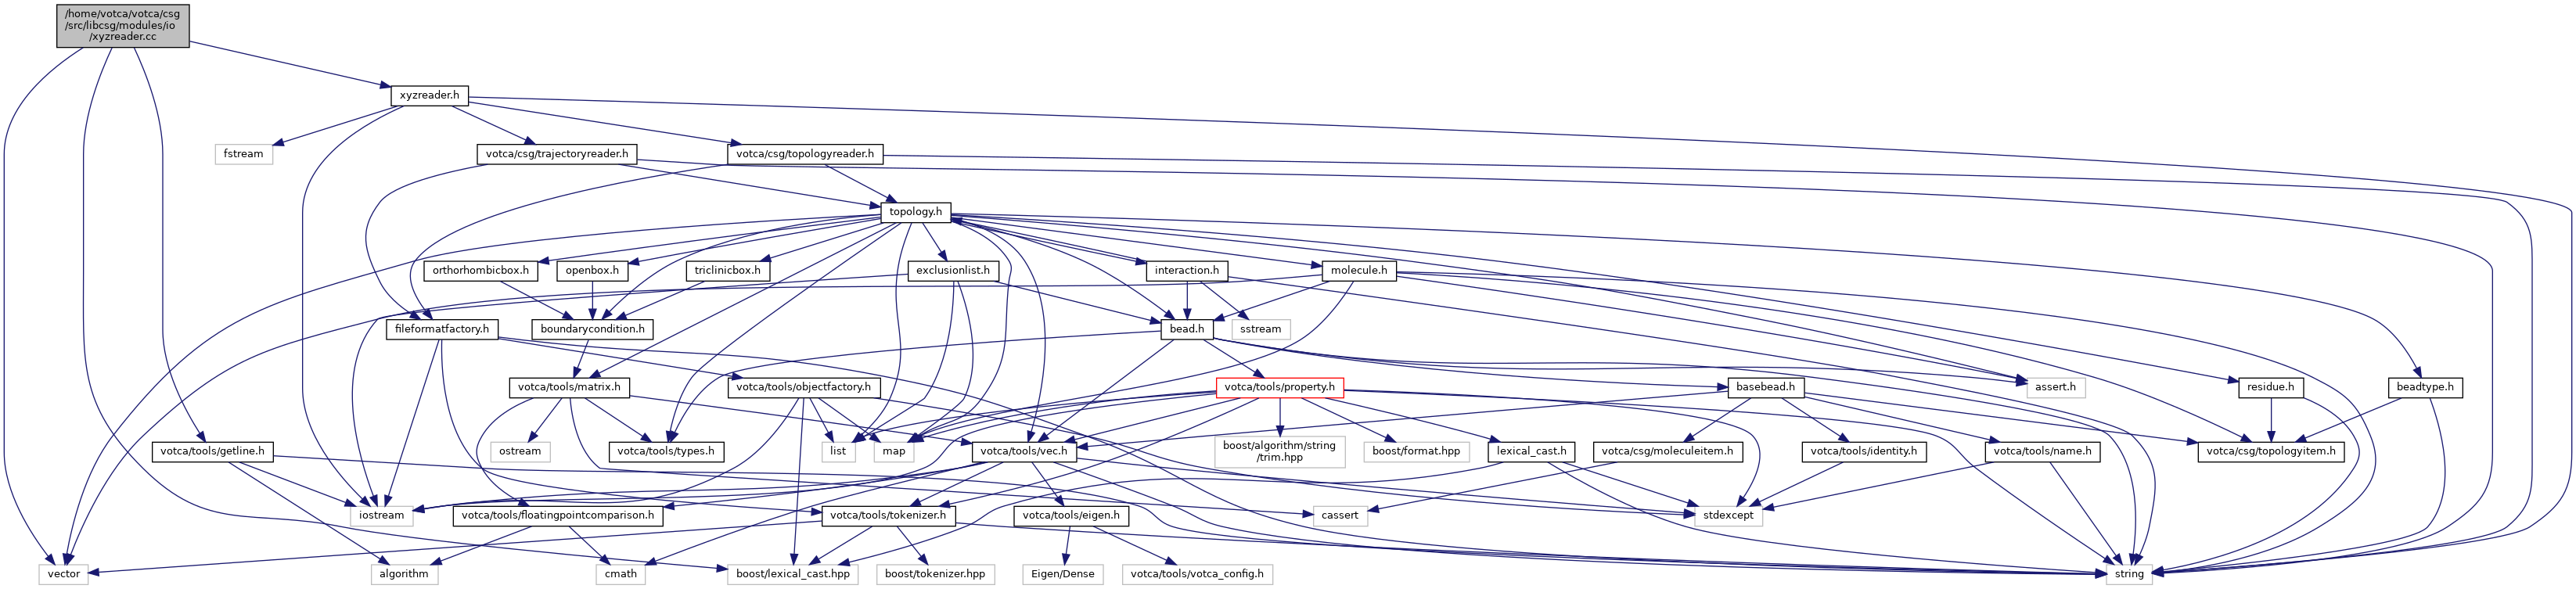 /home/votca/votca/csg
/src/libcsg/modules/io
/xyzreader.cc
xyzreader.h
fstream
votca/csg/trajectoryreader.h
votca/csg/topologyreader.h
topology.h
orthorhombicbox.h
openbox.h
triclinicbox.h
exclusionlist.h
interaction.h
molecule.h
fileformatfactory.h
boundarycondition.h
bead.h
sstream
votca/tools/matrix.h
votca/tools/objectfactory.h
votca/tools/property.h
basebead.h
assert.h
residue.h
beadtype.h
votca/tools/getline.h
ostream
votca/tools/types.h
list
map
votca/tools/vec.h
boost/algorithm/string
/trim.hpp
boost/format.hpp
lexical_cast.h
votca/csg/moleculeitem.h
votca/tools/identity.h
votca/tools/name.h
votca/csg/topologyitem.h
iostream
votca/tools/floatingpointcomparison.h
votca/tools/tokenizer.h
votca/tools/eigen.h
cassert
stdexcept
vector
algorithm
cmath
boost/lexical_cast.hpp
boost/tokenizer.hpp
Eigen/Dense
votca/tools/votca_config.h
string